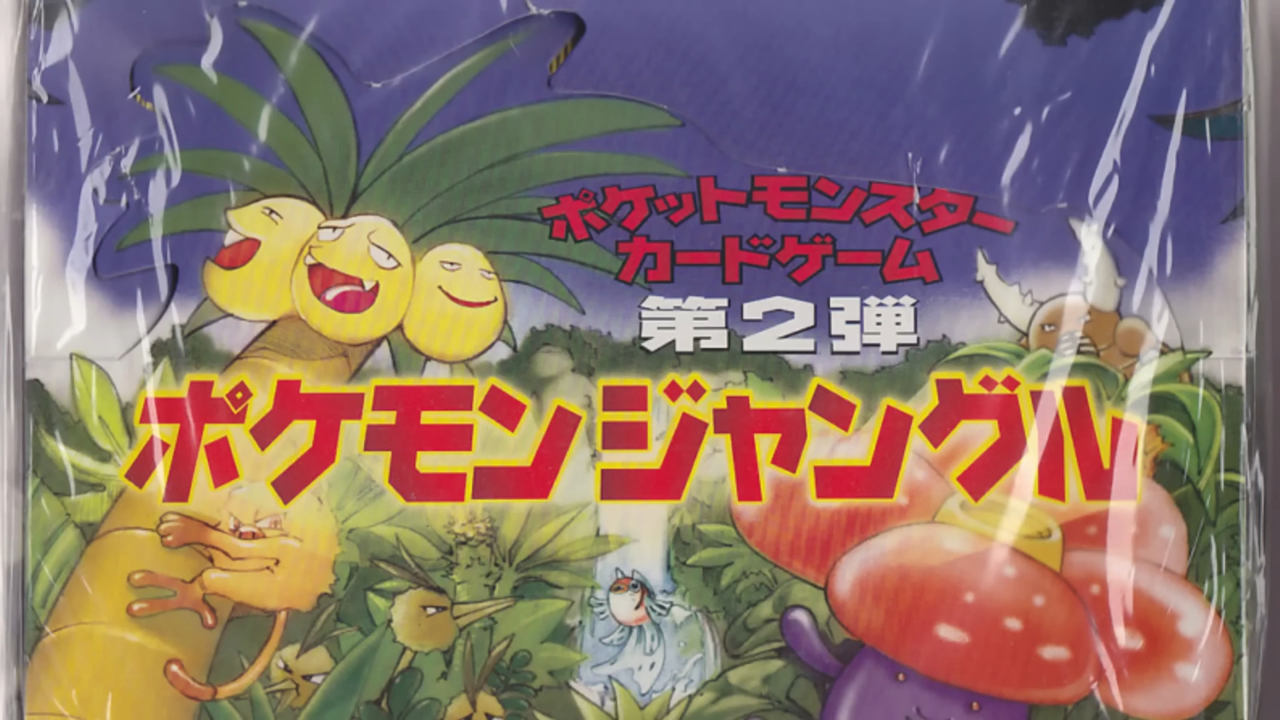 ポケットモンスター
カードゲーム
第2弾
ポケモンジャングル